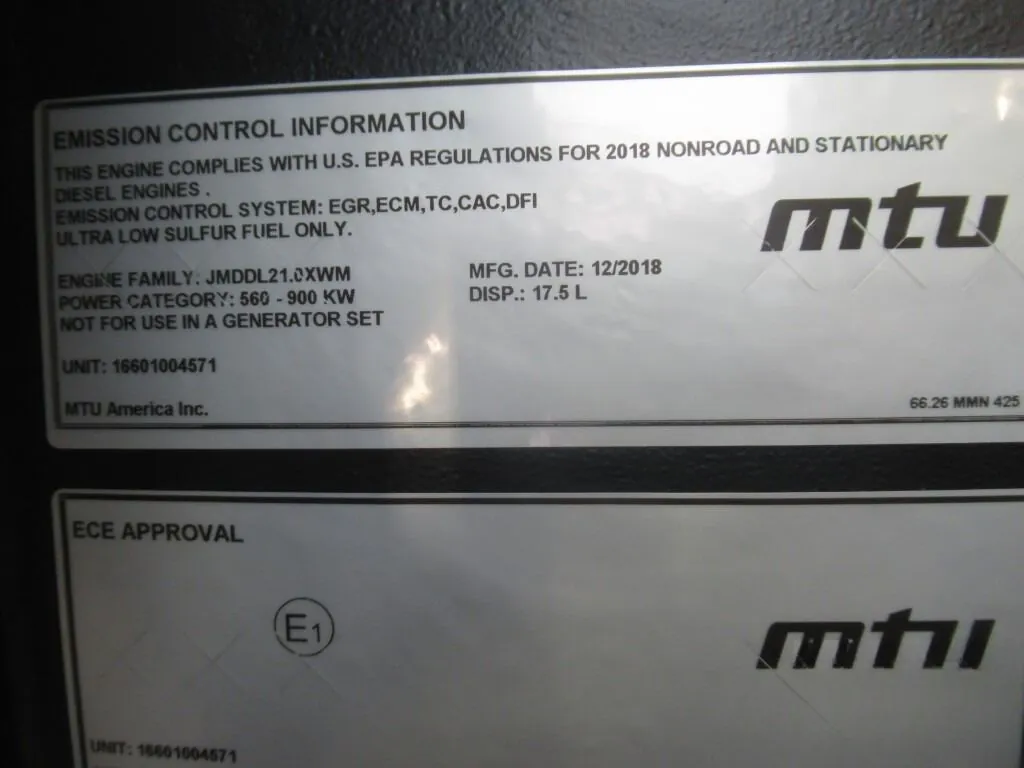 EMISSION CONTROL INFORMATION
THIS ENGINE COMPLIES WITH U.S. EPA REGULATIONS FOR 2018 NONROAD AND STATIONARY
DIESEL ENGINES .
EMISSION CONTROL SYSTEM: EGR,ECM,TC,CAC,DFI
ULTRA LOW SULFUR FUEL ONLY.
mtu
ENGINE FAMILY: JMDDL21.0XWM
MFG. DATE: 12/2018
POWER CATEGORY: 560 - 900 KW
DISP.: 17.5 L
NOT FOR USE IN A GENERATOR SET
UNIT: 16601004571
MTU America Inc.
66.26 MMN 425
ECE APPROVAL
E1
mtu
UNIT: 16601004571